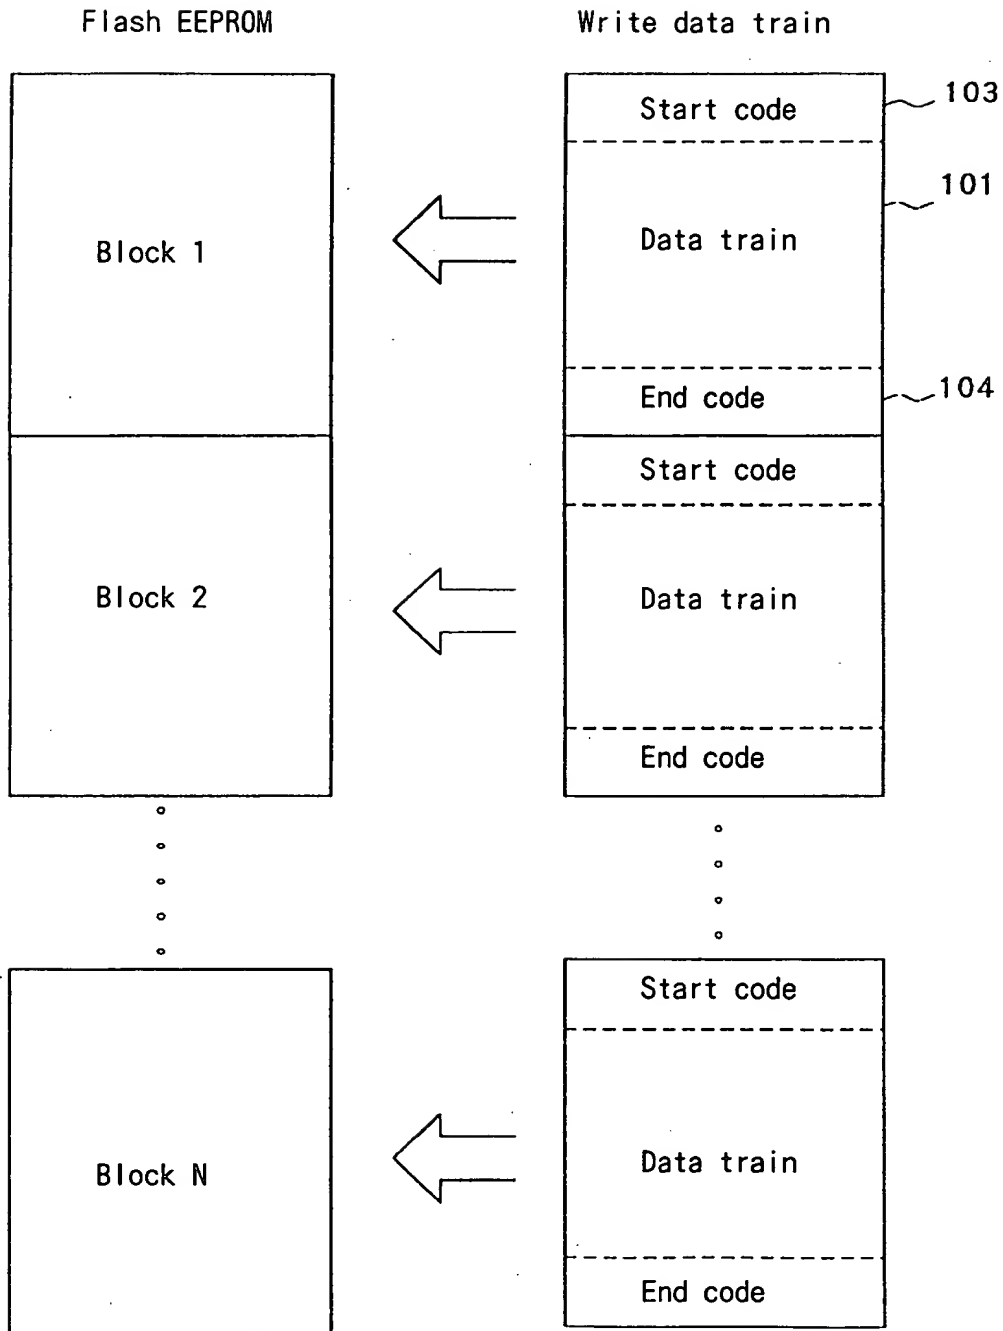 Flash EEPROM
Write data train
Start code
103
101
Block 1
Data train
End code
104
Start code
Block 2
Data train
End code
Start code
Block N
Data train
End code